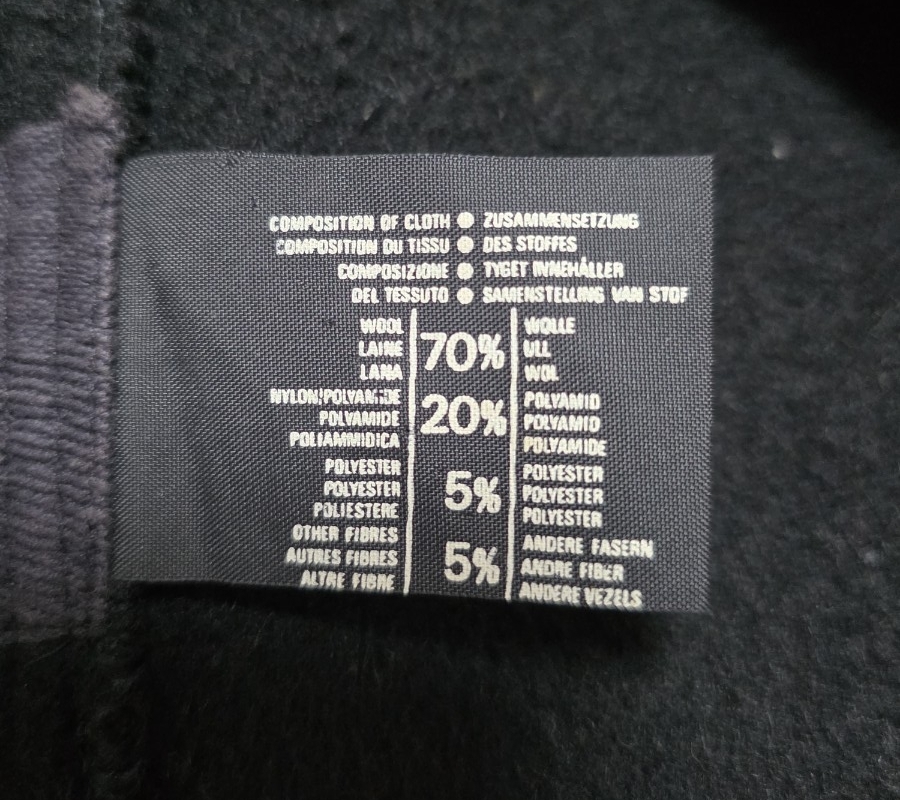 COMPOSITION OF CLOTH ● ZUSAMMENSETZUNG
COMPOSITION DU TISSU ● DES STOFFES
COMPOSIZIONE ● TYGET INNEHÅLLER
DEL TESSUTO ● SAMENSTELLING VAN STOF
WOOL WOLLE
LAINE 70% ULL
LANA WOL
NYLON/POLYAMIDE POLYAMID
POLYAMIDE 20% POLYAMID
POLIAMMIDICA POLYAMIDE
POLYESTER POLYESTER
POLYESTER 5% POLYESTER
POLIESTERE POLYESTER
OTHER FIBRES ANDERE FASERN
AUTRES FIBRES 5% ANDRE FIBER
ALTRE FIBRE ANDERE VEZELS